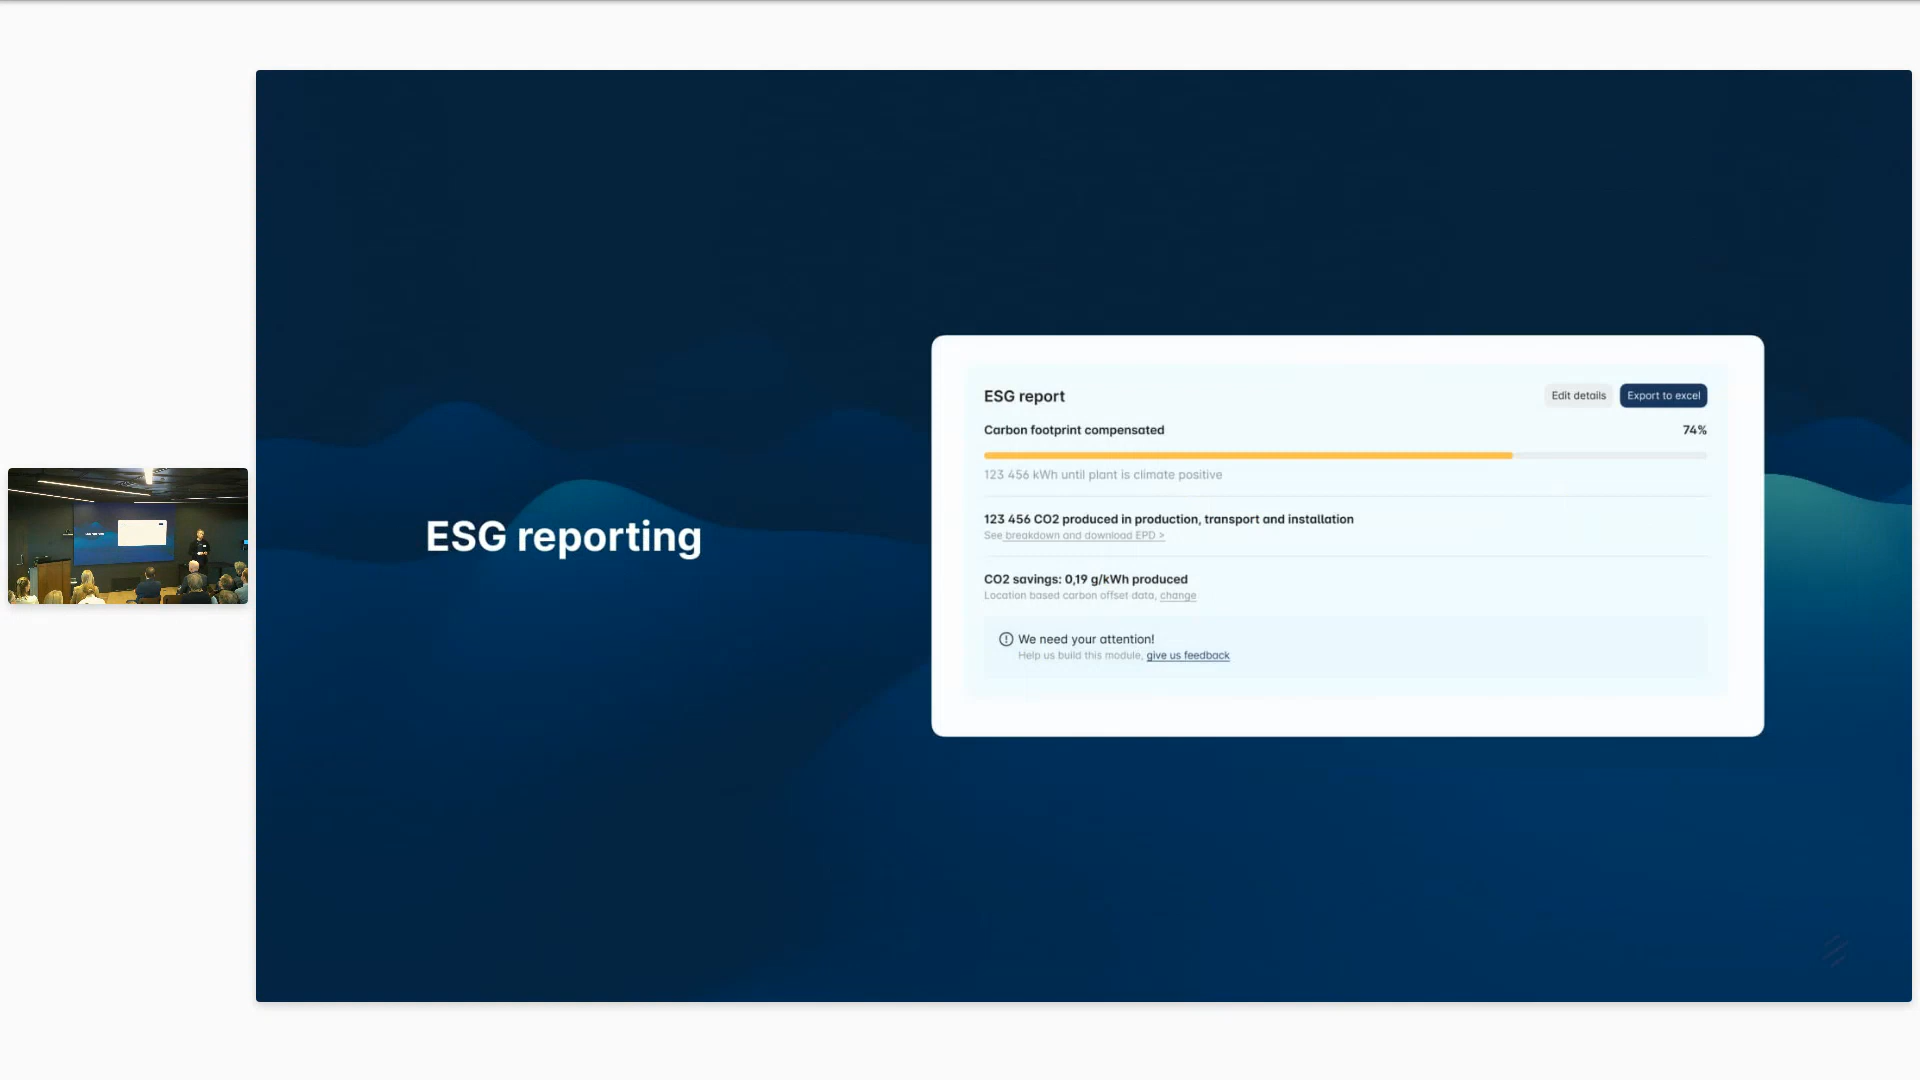 ESG reporting
ESG report
Edit details
Export to excel
Carbon footprint compensated
74%
123 456 kWh until plant is climate positive
123 456 CO2 produced in production, transport and installation
See breakdown and download EPD >
CO2 savings: 0,19 g/kWh produced
Location based carbon offset data, change
We need your attention!
Help us build this module, give us feedback